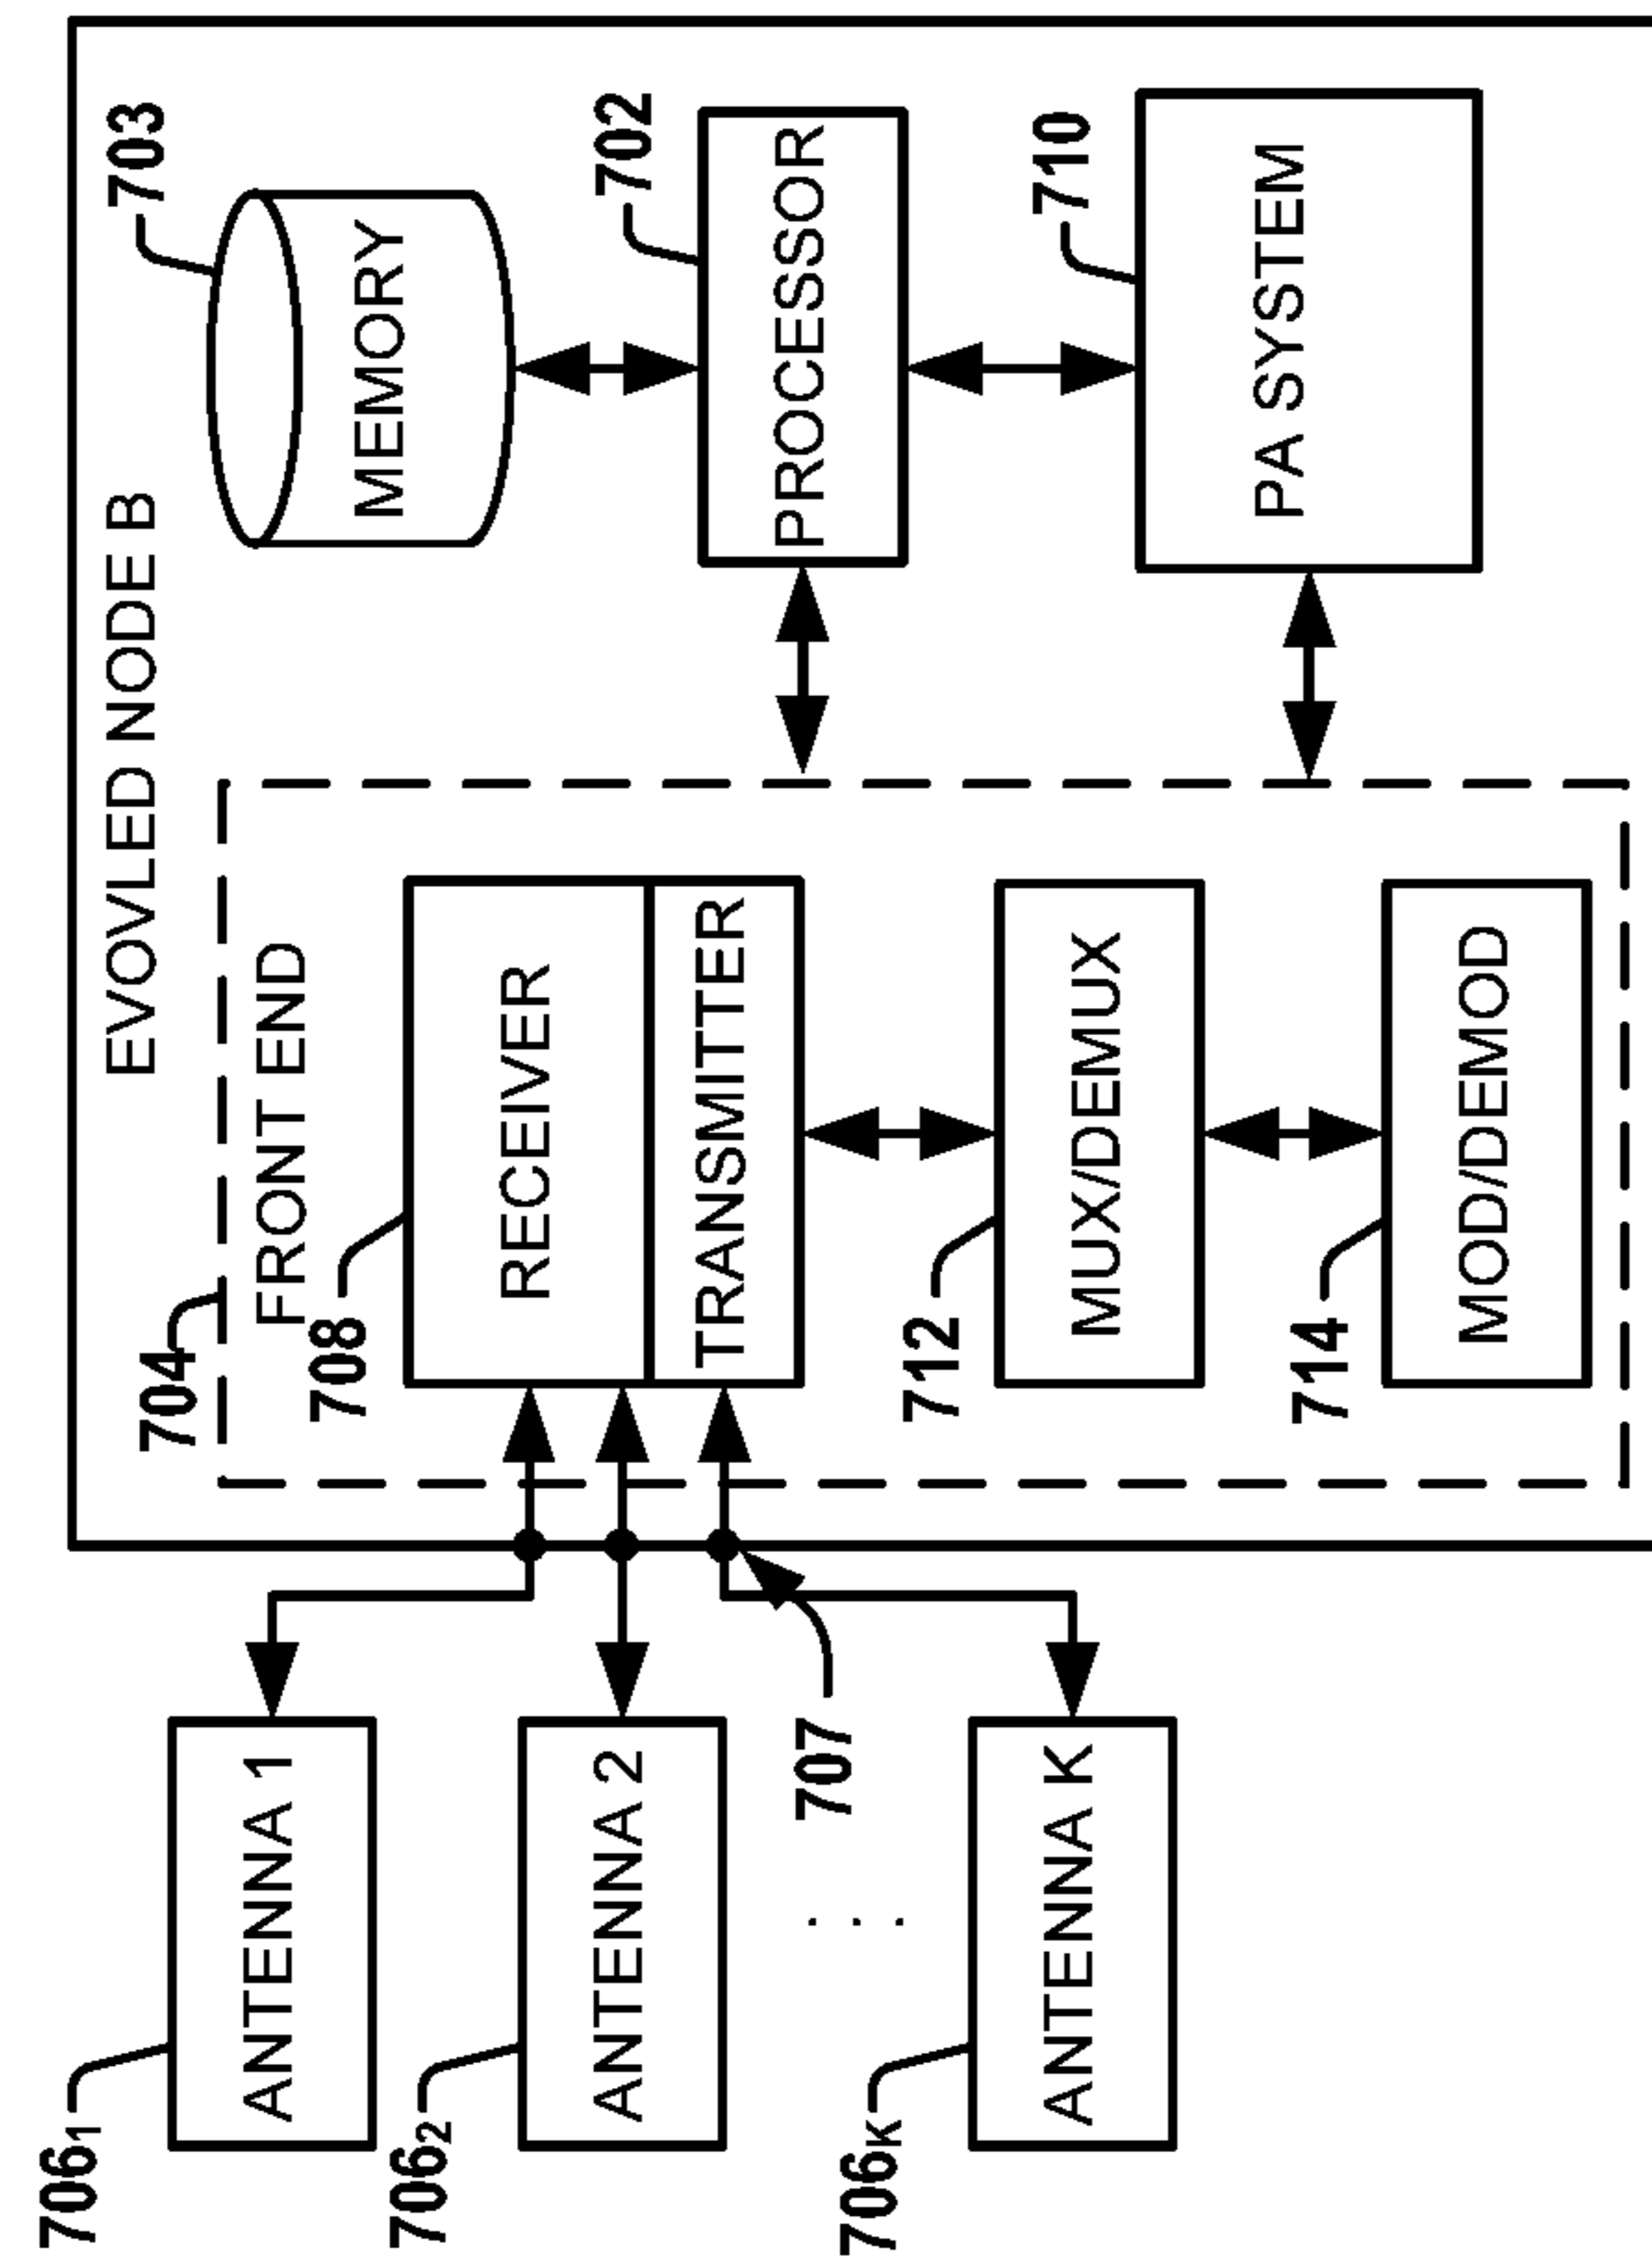 EVOVLED NODE B
704
FRONT END
703
MEMORY
706₁
ANTENNA 1
708
RECEIVER
702
PROCESSOR
706₂
ANTENNA 2
TRANSMITTER
707
⋮
706K
ANTENNA K
712
MUX/DEMUX
710
PA SYSTEM
714
MOD/DEMOD